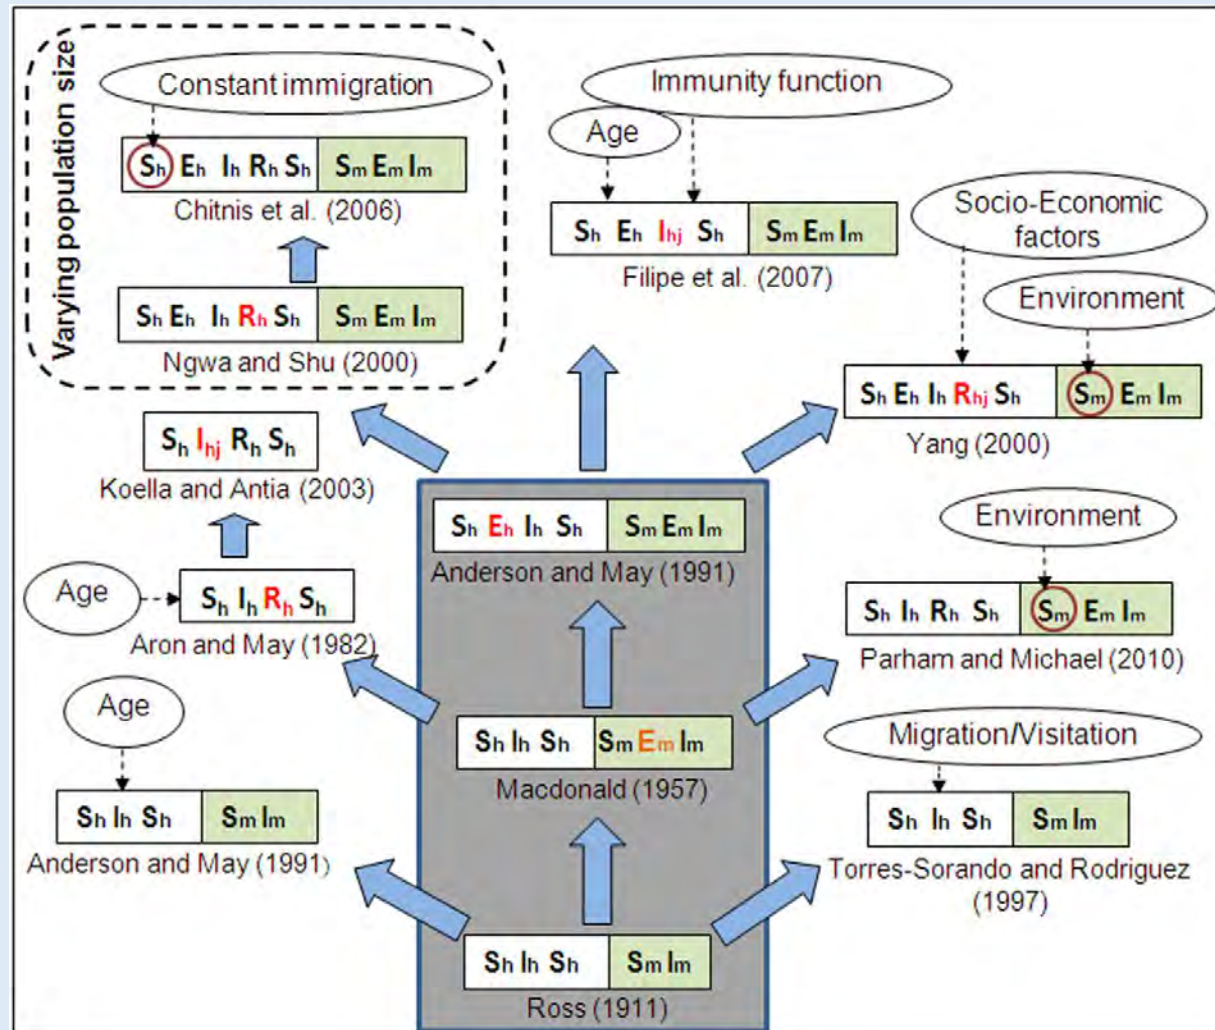 Varying population size
Constant immigration
Sh Eh Ih Rh Sh Sm Em Im
Chitnis et al. (2006)
Sh Eh Ih Rh Sh Sm Em Im
Ngwa and Shu (2000)
Immunity function
Age
Sh Eh Ihj Sh Sm Em Im
Filipe et al. (2007)
Socio-Economic
factors
Environment
Sh Eh Ih Rhj Sh Sm Em Im
Yang (2000)
Sh Ihj Rh Sh
Koella and Antia (2003)
Sh Eh Ih Sh Sm Em Im
Anderson and May (1991)
Environment
Sh Ih Rh Sh Sm Em Im
Parham and Michael (2010)
Age
Sh Ih Rh Sh
Aron and May (1982)
Sh Ih Sh Sm Em Im
Macdonald (1957)
Age
Sh Ih Sh Sm Im
Anderson and May (1991)
Migration/Visitation
Sh Ih Sh Sm Im
Torres-Sorando and Rodriguez
(1997)
Sh Ih Sh Sm Im
Ross (1911)